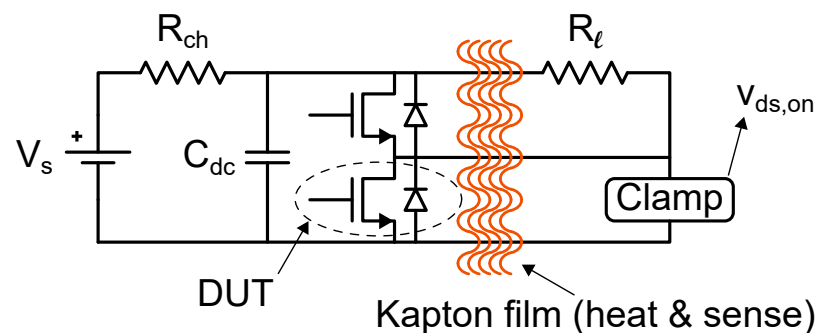 R_ch
R_ℓ
v_ds,on
+
V_s
C_dc
Clamp
DUT
Kapton film (heat & sense)